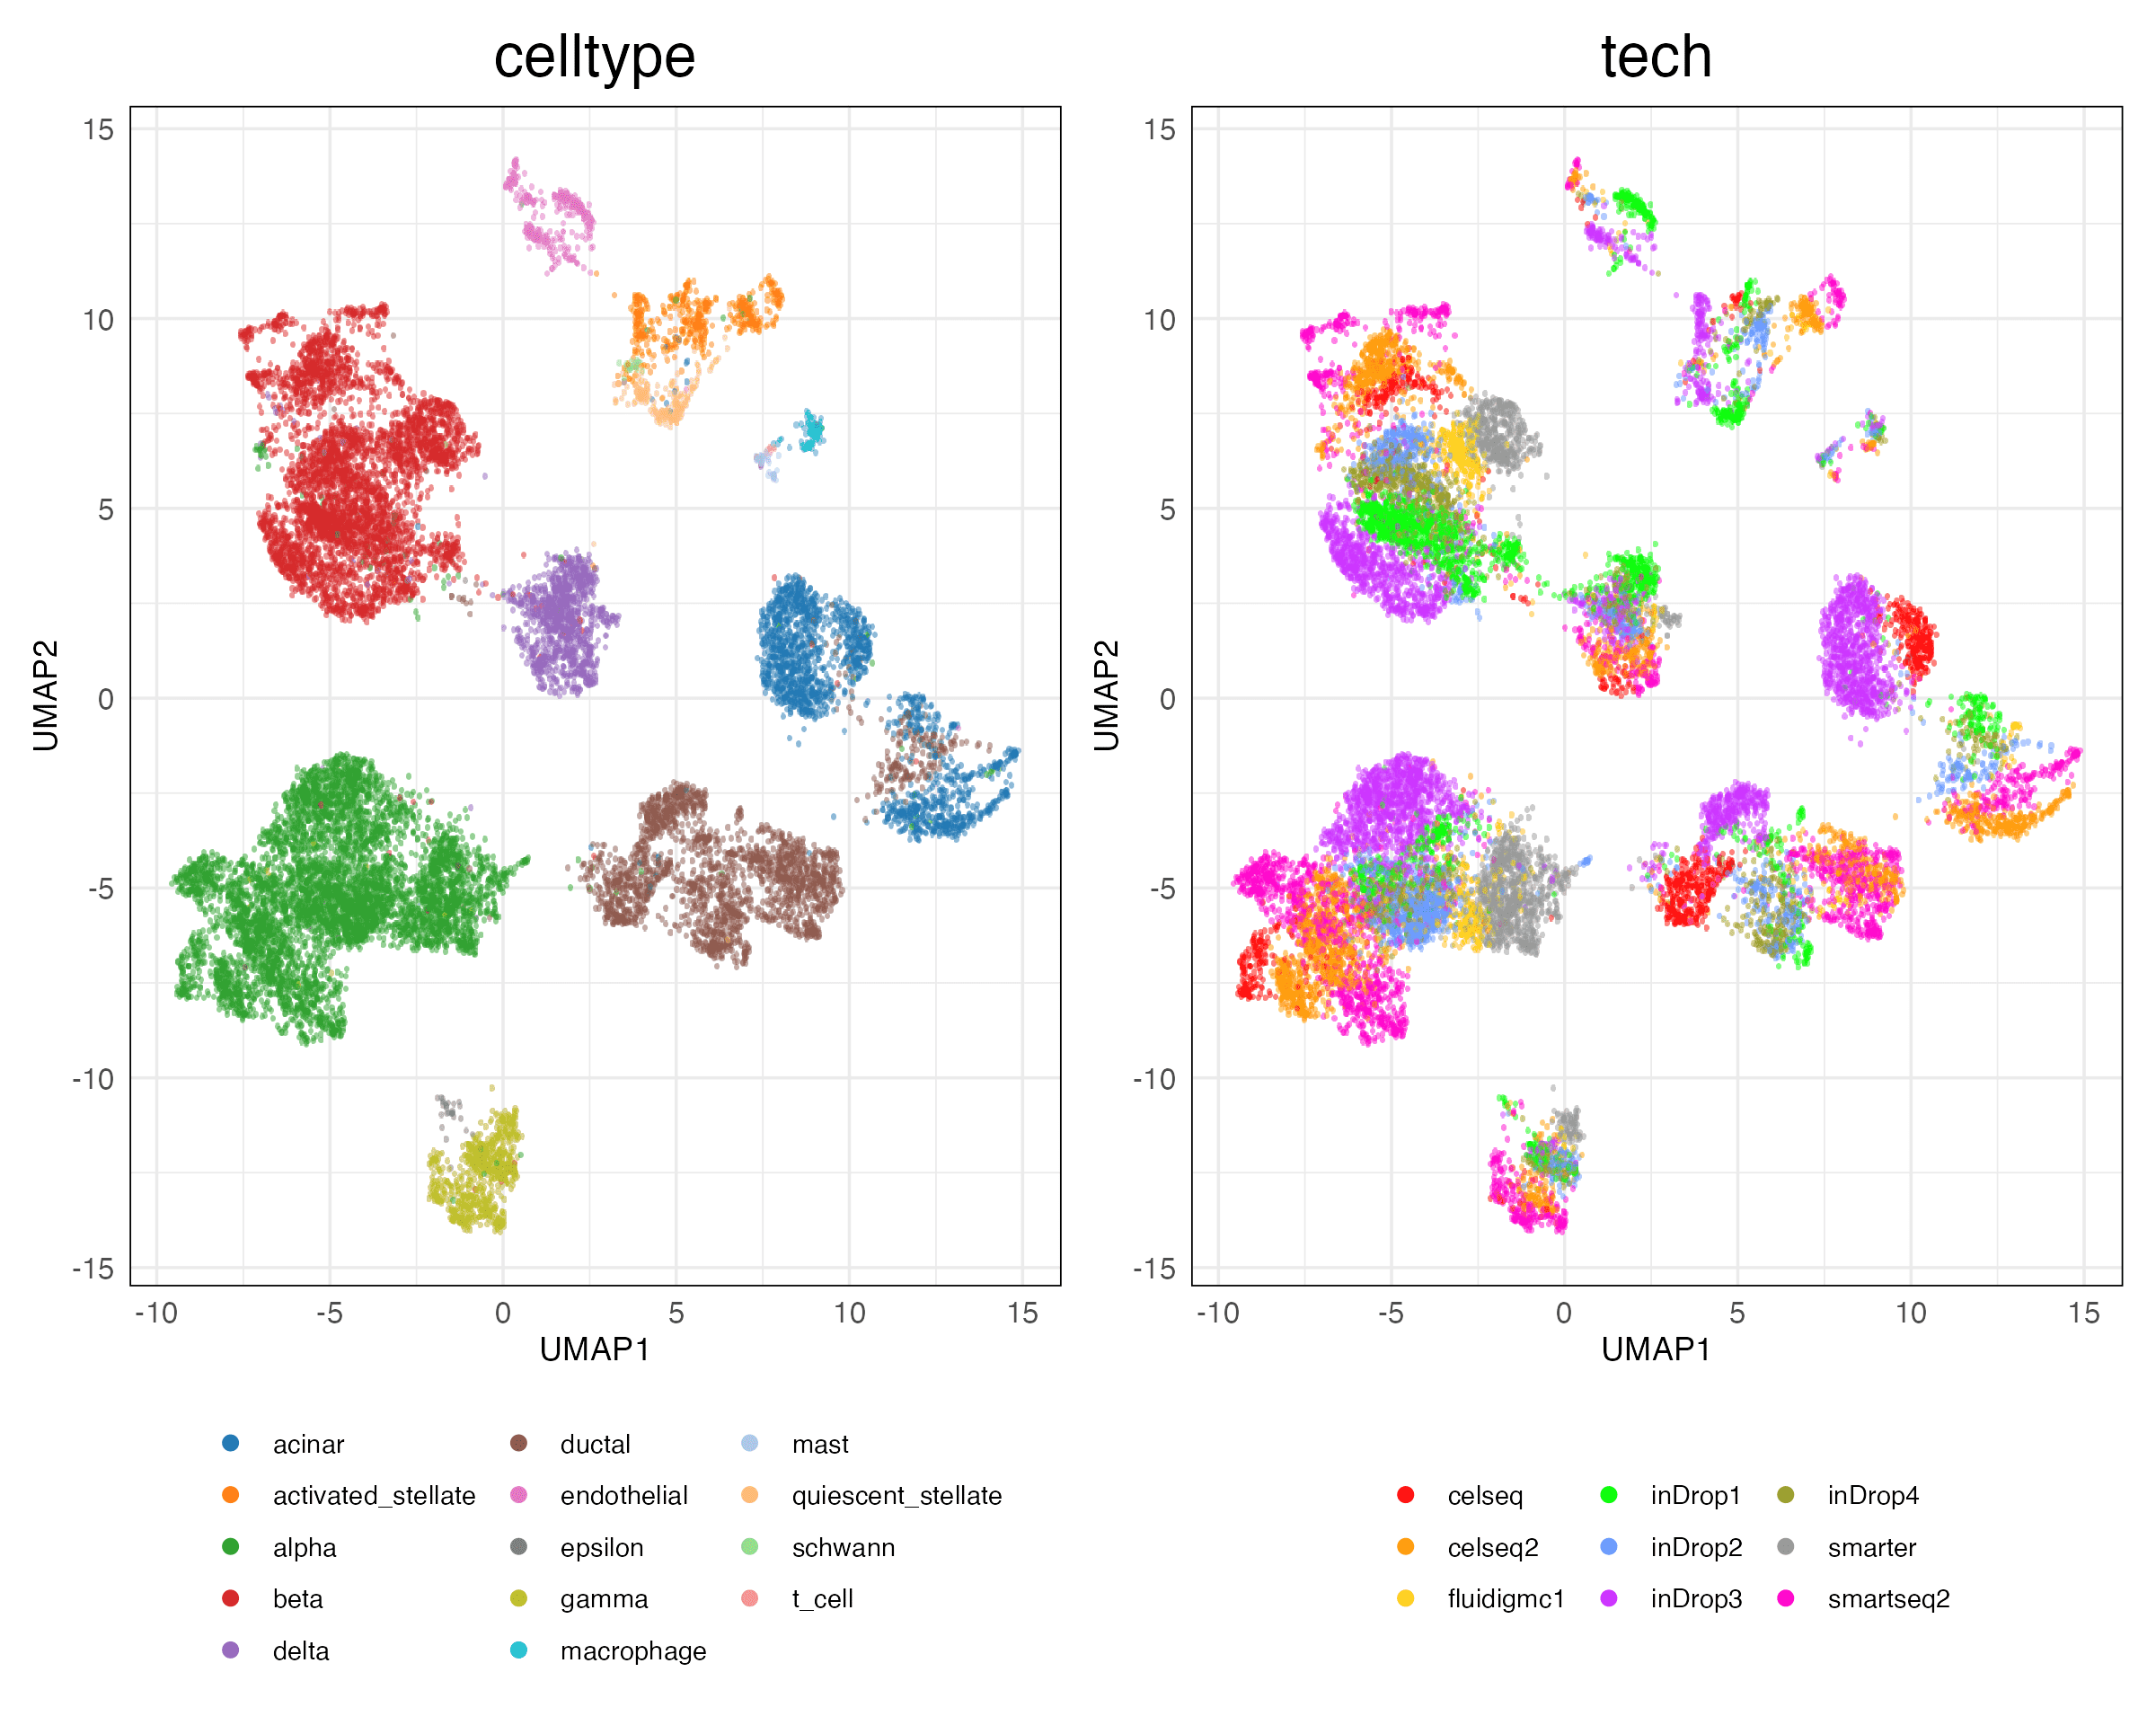 celltype
tech
15
10
5
0
-5
-10
-15
UMAP2
-10 -5 0 5 10 15
UMAP1
15
10
5
0
-5
-10
-15
UMAP2
-10 -5 0 5 10 15
UMAP1
acinar ductal mast
activated_stellate endothelial quiescent_stellate
alpha epsilon schwann
beta gamma t_cell
delta macrophage
celseq inDrop1 inDrop4
celseq2 inDrop2 smarter
fluidigmc1 inDrop3 smartseq2